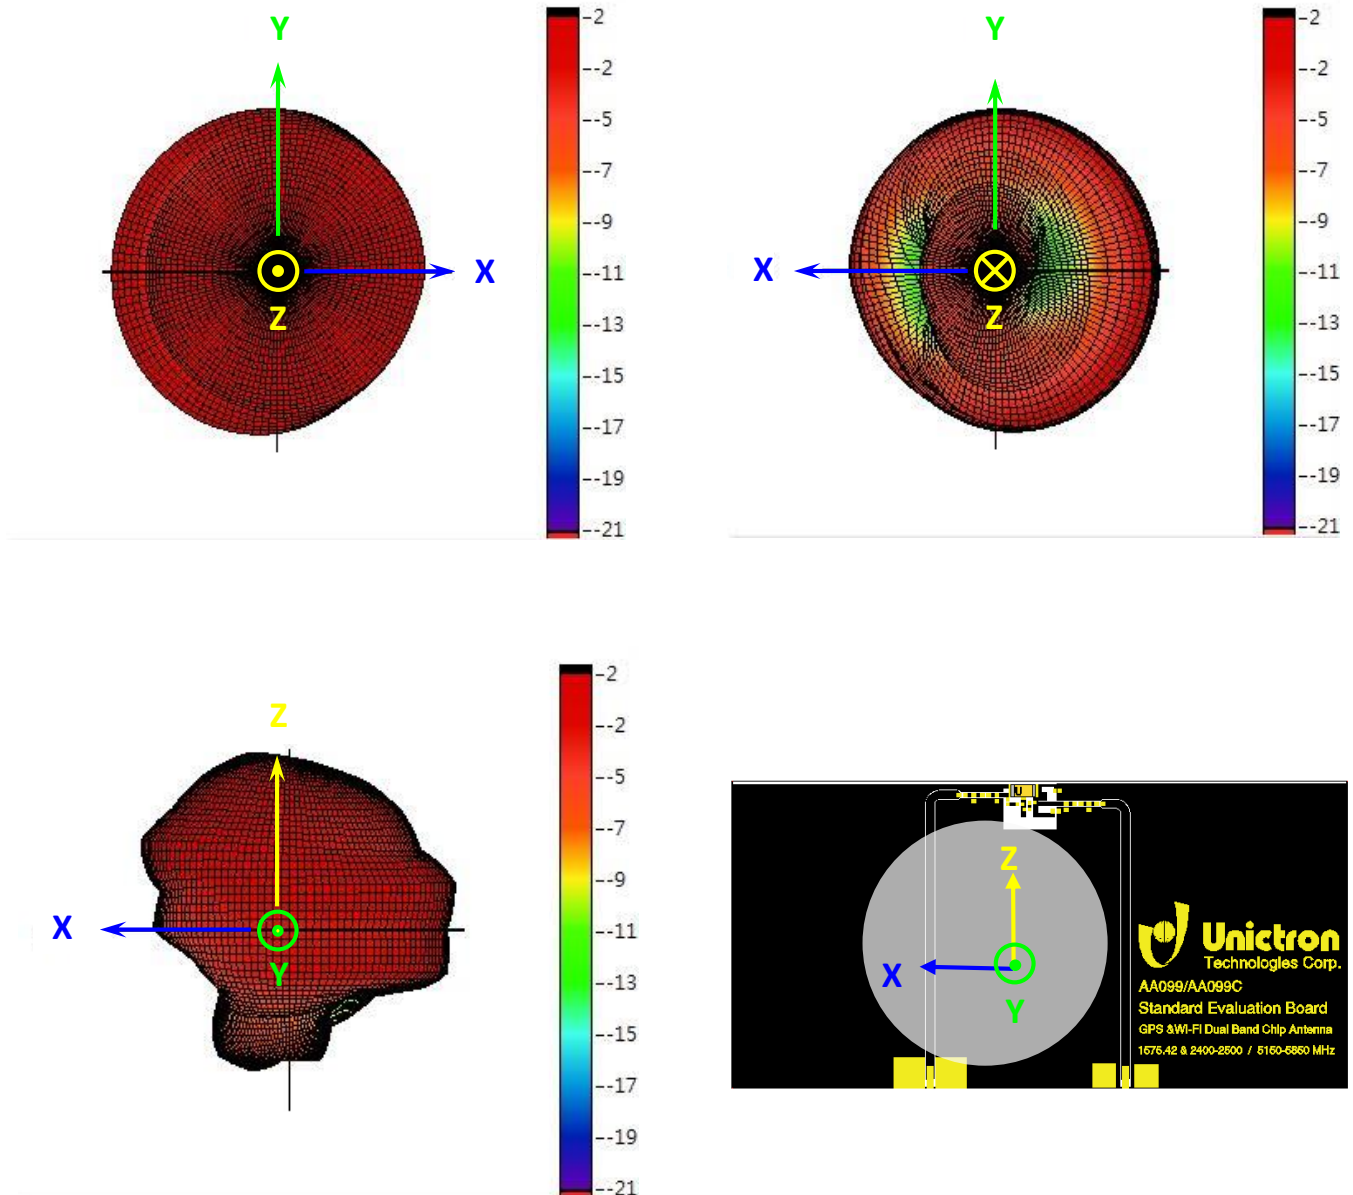 Y
X
Z
-2
--2
--5
--7
--9
--11
--13
--15
--17
--19
--21
Y
X
Z
-2
--2
--5
--7
--9
--11
--13
--15
--17
--19
--21
Z
X
Y
-2
--2
--5
--7
--9
--11
--13
--15
--17
--19
--21
Z
X
Y
Unictron
Technologies Corp.
AA099/AA099C
Standard Evaluation Board
GPS &WI-FI Dual Band Chip Antenna
1575.42 & 2400-2500 / 5150-5850 MHz